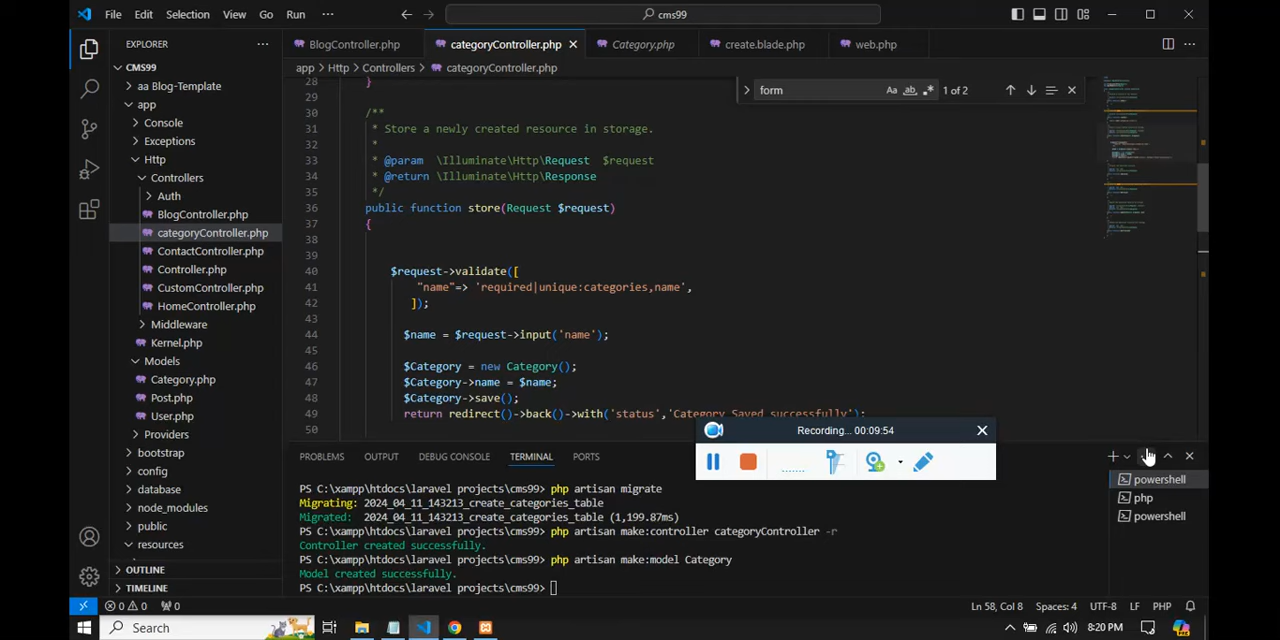 File Edit Selection View Go Run ··· cms99
EXPLORER ···
BlogController.php categoryController.php Category.php create.blade.php web.php
CMS99
app > Http > Controllers > categoryController.php
aa Blog-Template
app
Console
Exceptions
Http
Controllers
Auth
BlogController.php
categoryController.php
ContactController.php
Controller.php
CustomController.php
HomeController.php
Middleware
Kernel.php
Models
Category.php
Post.php
User.php
Providers
bootstrap
config
database
node_modules
public
resources
OUTLINE
TIMELINE
form Aa ab 1 of 2
28 }
29
30 /**
31 * Store a newly created resource in storage.
32 *
33 * @param \Illuminate\Http\Request $request
34 * @return \Illuminate\Http\Response
35 */
36 public function store(Request $request)
37 {
38
39
40 $request->validate([
41 "name"=> 'required|unique:categories,name',
42 ]);
43
44 $name = $request->input('name');
45
46 $Category = new Category();
47 $Category->name = $name;
48 $Category->save();
49 return redirect()->back()->with('status','Category Saved successfully');
50
Recording... 00:09:54
PROBLEMS OUTPUT DEBUG CONSOLE TERMINAL PORTS
PS C:\xampp\htdocs\laravel projects\cms99> php artisan migrate
Migrating: 2024_04_11_143213_create_categories_table
Migrated: 2024_04_11_143213_create_categories_table (1,199.87ms)
PS C:\xampp\htdocs\laravel projects\cms99> php artisan make:controller categoryController -r
Controller created successfully.
PS C:\xampp\htdocs\laravel projects\cms99> php artisan make:model Category
Model created successfully.
PS C:\xampp\htdocs\laravel projects\cms99>
powershell
php
powershell
0 0 0 Ln 58, Col 8 Spaces: 4 UTF-8 LF PHP
Search 8:20 PM